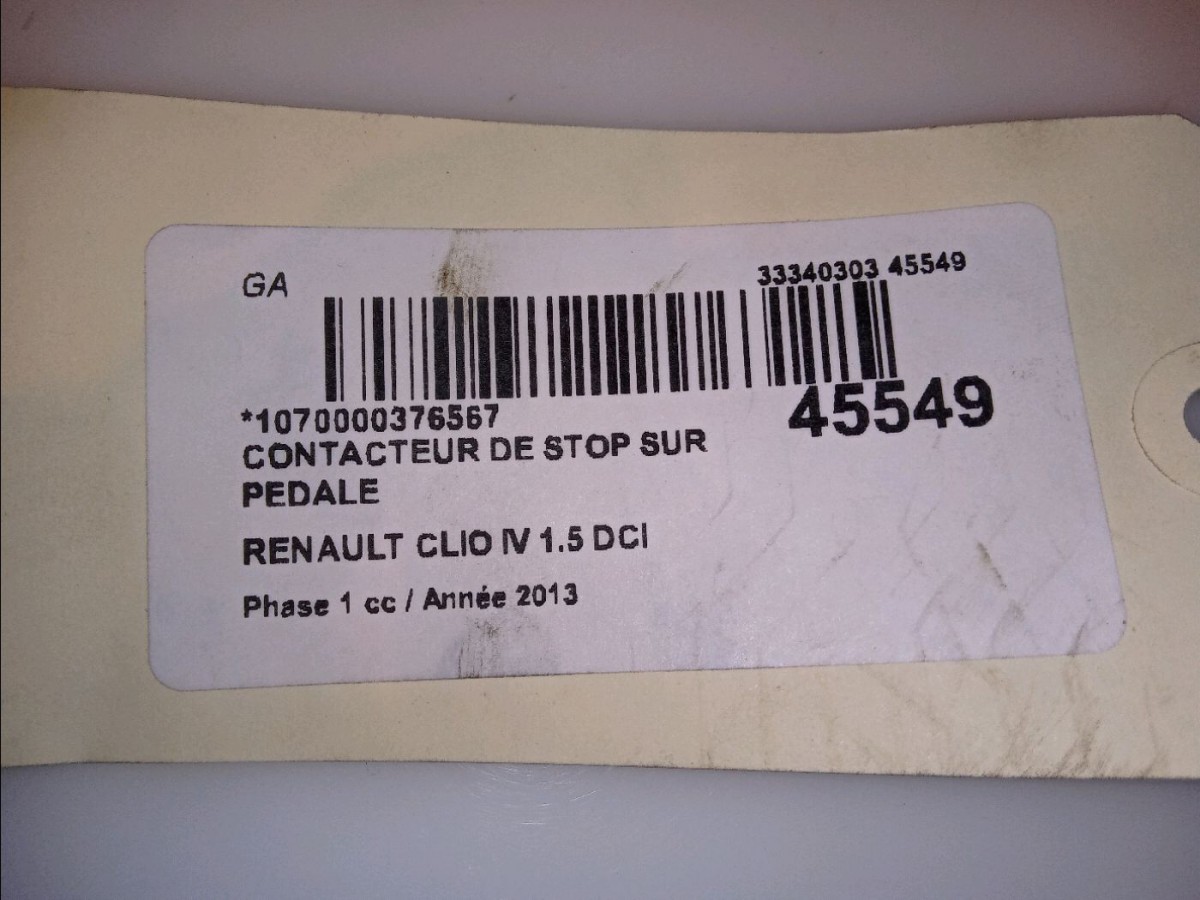 GA
33340303 45549
*1070000376567
45549
CONTACTEUR DE STOP SUR
PEDALE
RENAULT CLIO IV 1.5 DCI
Phase 1 cc / Année 2013